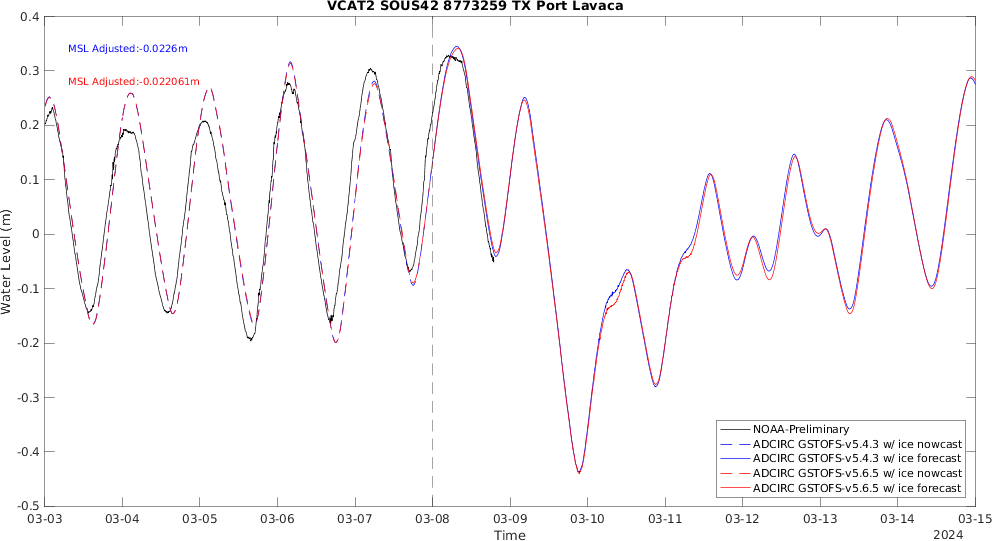 VCAT2 SOUS42 8773259 TX Port Lavaca
0.4
MSL Adjusted:-0.0226m
0.3
MSL Adjusted:-0.022061m
0.2
0.1
0
-0.1
-0.2
-0.3
-0.4
-0.5
Water Level (m)
NOAA-Preliminary
ADCIRC GSTOFS-v5.4.3 w/ ice nowcast
ADCIRC GSTOFS-v5.4.3 w/ ice forecast
ADCIRC GSTOFS-v5.6.5 w/ ice nowcast
ADCIRC GSTOFS-v5.6.5 w/ ice forecast
03-03 03-04 03-05 03-06 03-07 03-08 03-09 03-10 03-11 03-12 03-13 03-14 03-15
Time
2024